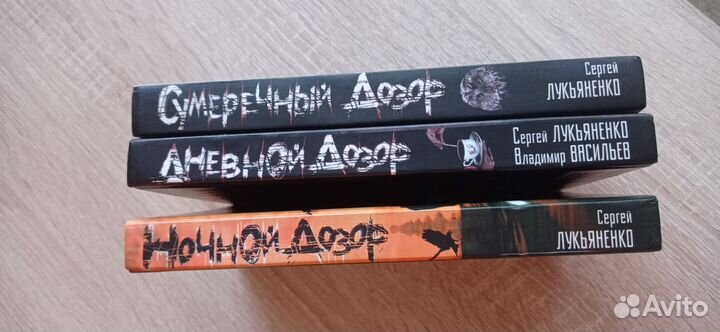 Сумеречный Дозор
Сергей
ЛУКЬЯНЕНКО
Дневной Дозор
Сергей ЛУКЬЯНЕНКО
Владимир ВАСИЛЬЕВ
Ночной Дозор
Сергей
ЛУКЬЯНЕНКО
Avito